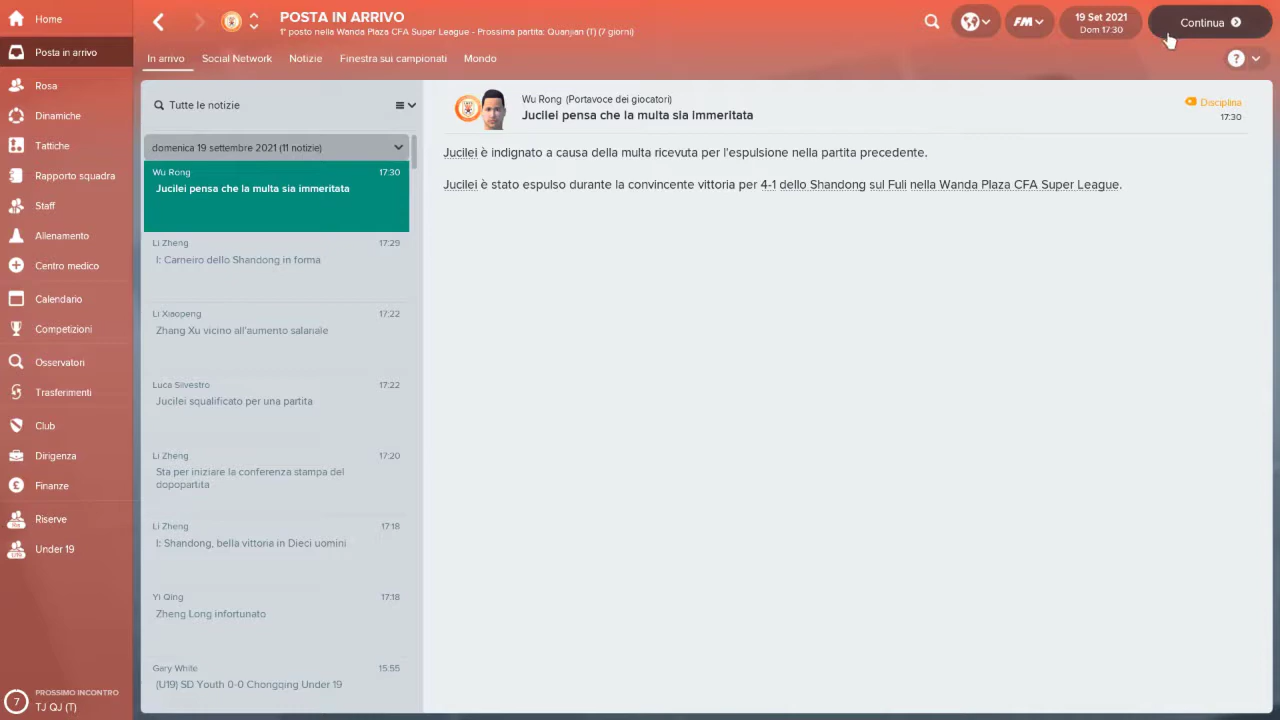 Home
Posta in arrivo
Rosa
Dinamiche
Tattiche
Rapporto squadra
Staff
Allenamento
Centro medico
Calendario
Competizioni
Osservatori
Trasferimenti
Club
Dirigenza
Finanze
Riserve
Under 19
7
PROSSIMO INCONTRO
TJ QJ (T)
POSTA IN ARRIVO
1° posto nella Wanda Plaza CFA Super League - Prossima partita: Quanjian (T) (7 giorni)
FM
19 Set 2021
Dom 17:30
Continua
In arrivo Social Network Notizie Finestra sui campionati Mondo
?
Tutte le notizie
domenica 19 settembre 2021 (11 notizie)
Wu Rong 17:30
Jucilei pensa che la multa sia immeritata
Li Zheng 17:29
I: Carneiro dello Shandong in forma
Li Xiaopeng 17:22
Zhang Xu vicino all'aumento salariale
Luca Silvestro 17:22
Jucilei squalificato per una partita
Li Zheng 17:20
Sta per iniziare la conferenza stampa del
dopopartita
Li Zheng 17:18
I: Shandong, bella vittoria in Dieci uomini
Yi Qing 17:18
Zheng Long infortunato
Gary White 15:55
(U19) SD Youth 0-0 Chongqing Under 19
Wu Rong (Portavoce dei giocatori)
Jucilei pensa che la multa sia immeritata
Disciplina
17:30
Jucilei è indignato a causa della multa ricevuta per l'espulsione nella partita precedente.
Jucilei è stato espulso durante la convincente vittoria per 4-1 dello Shandong sul Fuli nella Wanda Plaza CFA Super League.